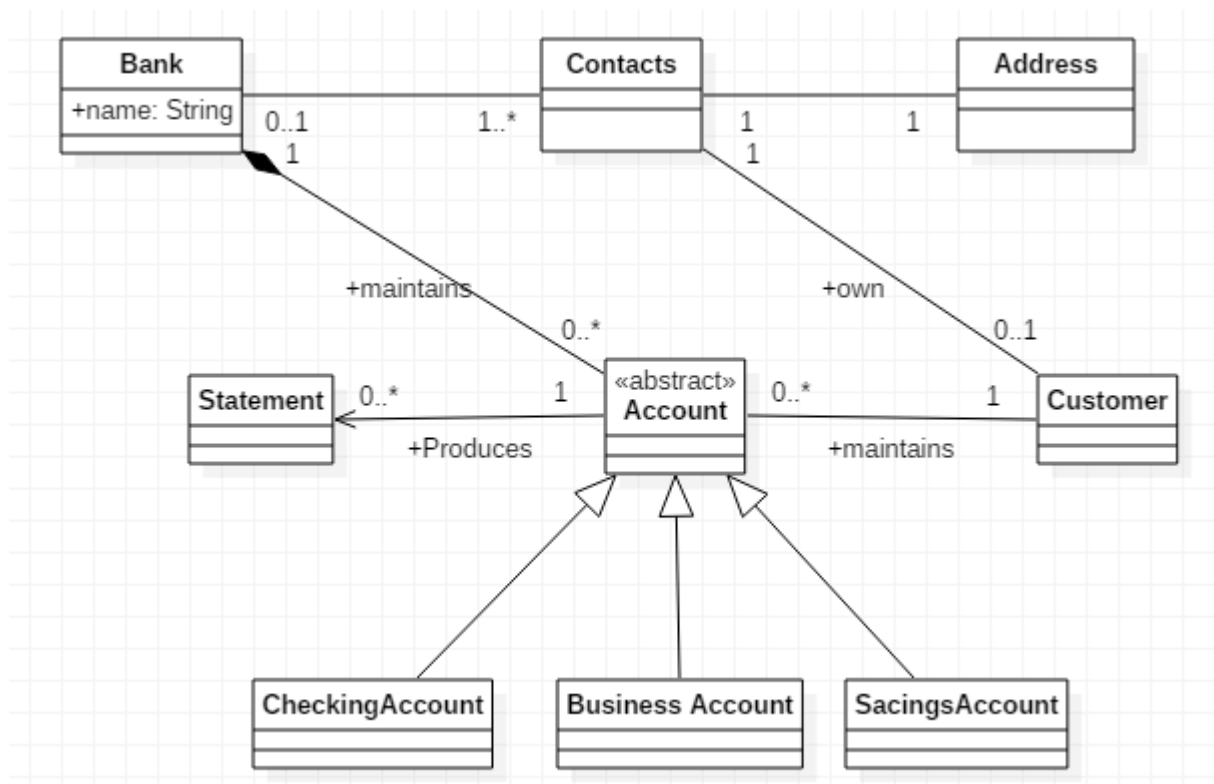 Bank
Contacts
Address
+name: String
0..1
1..*
1
1
1
1
+maintains
+own
0..*
0..1
«abstract»
Account
Statement
0..*
1
0..*
1
Customer
+Produces
+maintains
CheckingAccount
Business Account
SacingsAccount